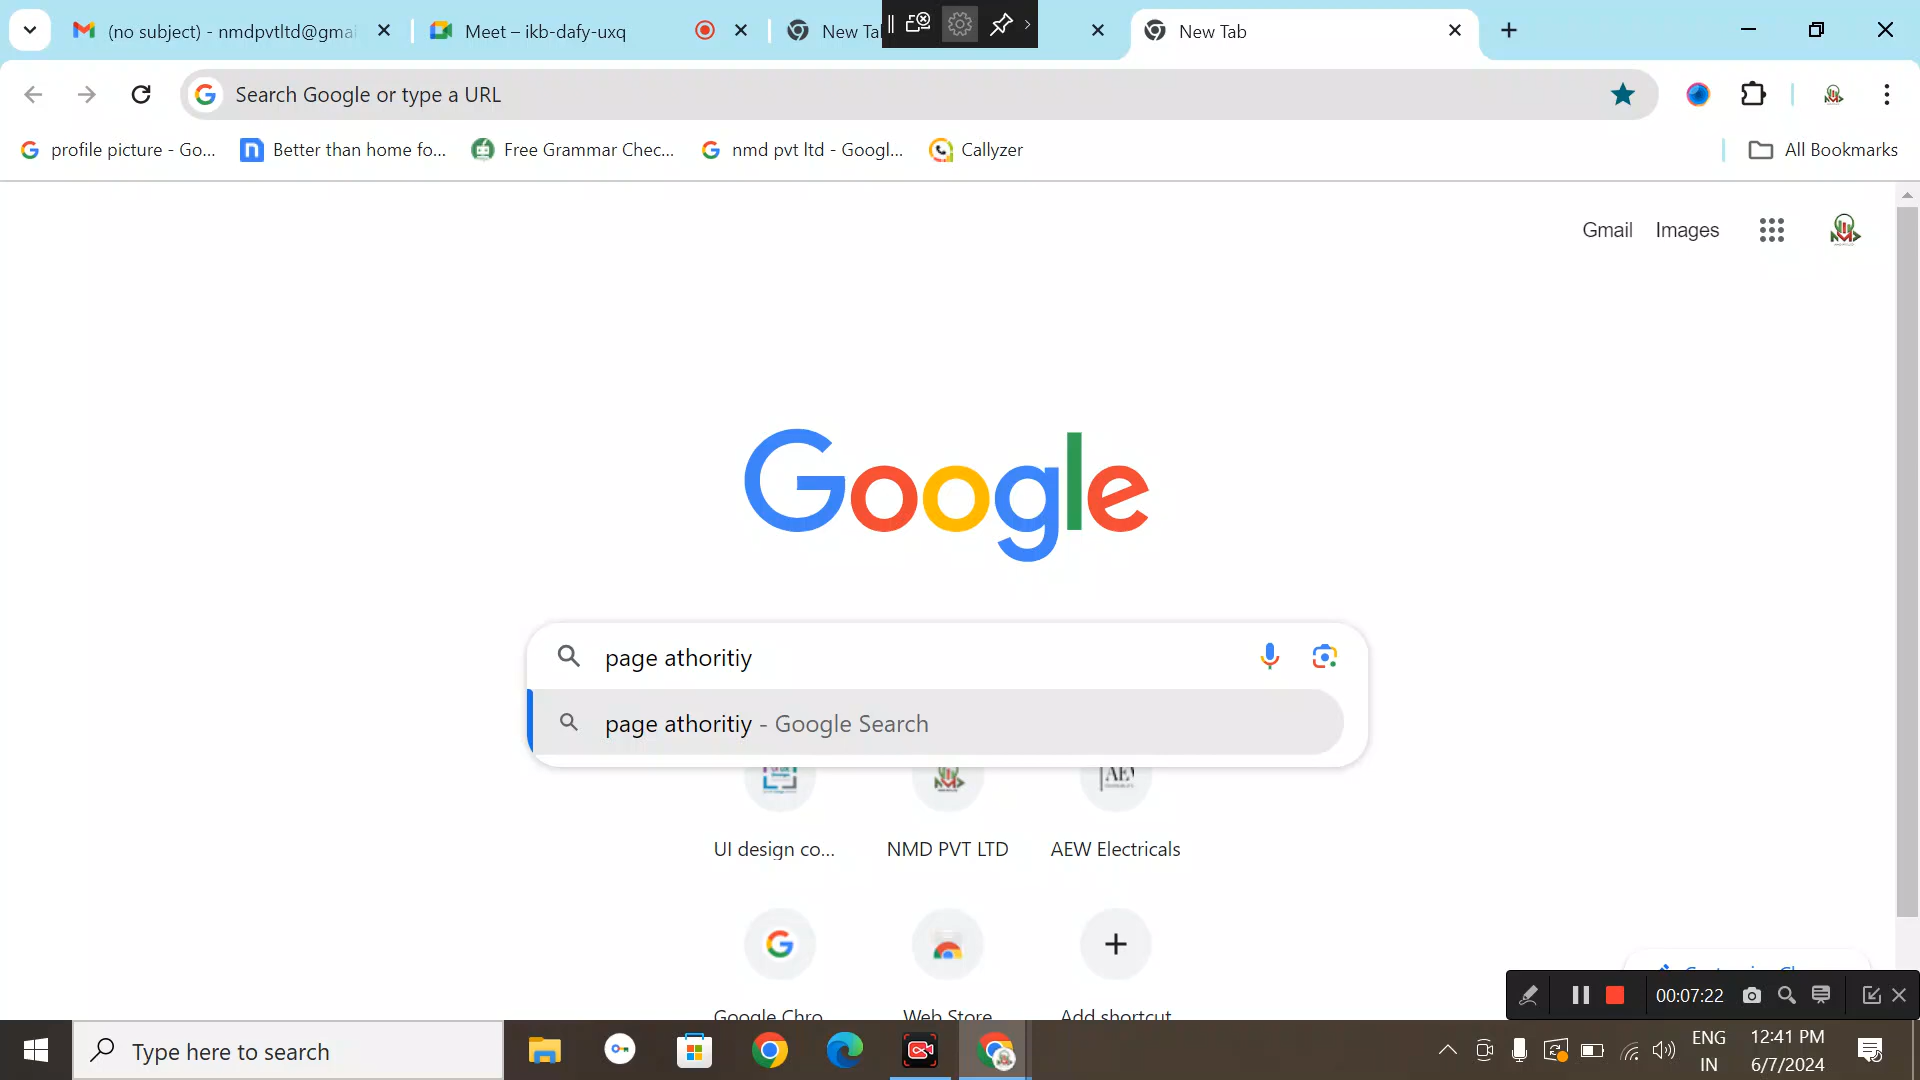 (no subject) - nmdpvtltd@gmai
Meet – ikb-dafy-uxq
New Ta
New Tab
Search Google or type a URL
profile picture - Go...
Better than home fo...
Free Grammar Chec...
nmd pvt ltd - Googl...
Callyzer
All Bookmarks
Gmail
Images
Google
page athoritiy
page athoritiy - Google Search
UI design co...
NMD PVT LTD
AEW Electricals
Google Chro
Web Store
Add shortcut
00:07:22
Type here to search
ENG
IN
12:41 PM
6/7/2024